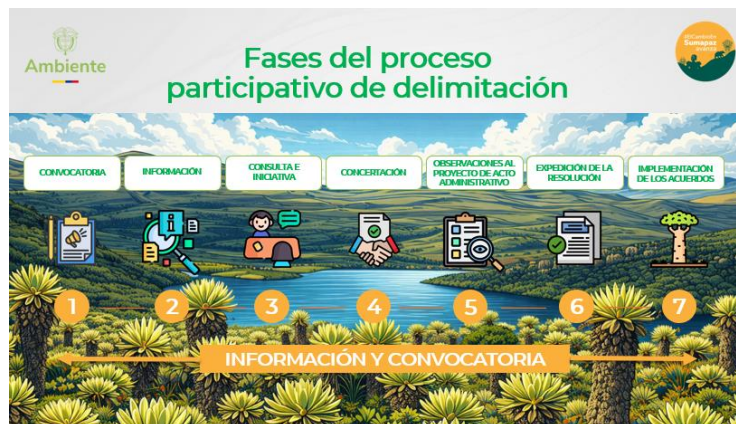 Ambiente
Fases del proceso
participativo de delimitación
Sumapaz
CONVOCATORIA
INFORMACIÓN
CONSULTA E
INICIATIVA
CONCERTACIÓN
OBSERVACIONES AL
PROYECTO DE ACTO
ADMINISTRATIVO
EXPEDICIÓN DE LA
RESOLUCIÓN
IMPLEMENTACIÓN
DE LOS ACUERDOS
1
2
3
4
5
6
7
INFORMACIÓN Y CONVOCATORIA